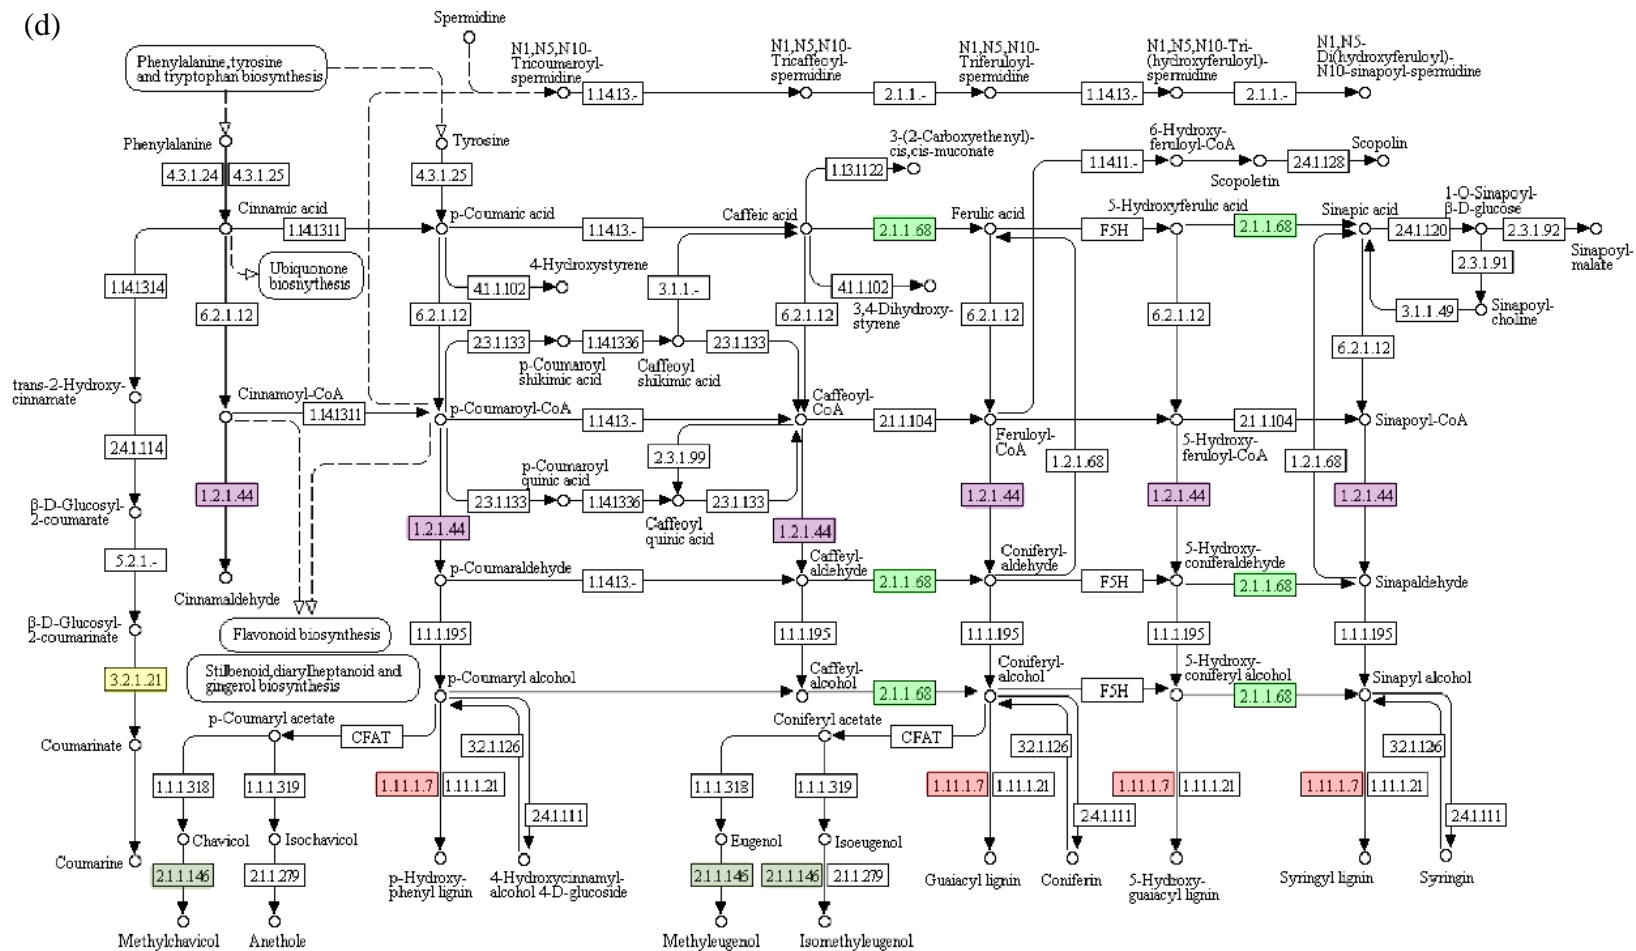 (d)
Spermidine
Phenylalanine, tyrosine
and tryptophan biosynthesis
N1,N5,N10-
Tricoumaroyl-
spermidine
N1,N5,N10-
Tricaffeoyl-
spermidine
N1,N5,N10-
Triferuloyl-
spermidine
N1,N5,N10-Tri-
(hydroxyferuloyl)-
spermidine
N1,N5-
Di(hydroxyferuloyl)-
N10-sinapoyl-spermidine
1.14.13.-
2.1.1.-
1.14.13.-
2.1.1.-
Phenylalanine
Tyrosine
3-(2-Carboxyethenyl)-
cis,cis-muconate
6-Hydroxy-
feruloyl-CoA
Scopolin
4.3.1.24
4.3.1.25
4.3.1.25
1.13.11.22
1.14.11.-
2.4.1.128
Scopoletin
Cinnamic acid
p-Coumaric acid
Caffeic acid
Ferulic acid
5-Hydroxyferulic acid
Sinapic acid
1-O-Sinapoyl-
β-D-glucose
1.14.13.11
1.14.13.-
2.1.1.68
F5H
2.1.1.68
2.4.1.120
2.3.1.92
Sinapoyl-
malate
Ubiquonone
biosnythesis
4-Hydroxystyrene
2.3.1.91
1.14.13.14
4.1.1.102
3.1.1.-
4.1.1.102
3,4-Dihydroxy-
styrene
3.1.1.49
Sinapoyl-
choline
6.2.1.12
6.2.1.12
6.2.1.12
6.2.1.12
6.2.1.12
6.2.1.12
2.3.1.133
1.14.13.36
2.3.1.133
p-Coumaroyl
shikimic acid
Caffeoyl
shikimic acid
trans-2-Hydroxy-
cinnamate
Cinnamoyl-CoA
p-Coumaroyl-CoA
Caffeoyl-
CoA
1.14.13.11
1.14.13.-
2.1.1.104
2.1.1.104
Sinapoyl-CoA
Feruloyl-
CoA
5-Hydroxy-
feruloyl-CoA
2.4.1.114
2.3.1.99
1.2.1.68
1.2.1.68
p-Coumaroyl
quinic acid
1.2.1.44
2.3.1.133
1.14.13.36
2.3.1.133
1.2.1.44
1.2.1.44
1.2.1.44
β-D-Glucosyl-
2-coumarate
Caffeoyl
quinic acid
1.2.1.44
1.2.1.44
5.2.1.-
Caffeyl-
aldehyde
Coniferyl-
aldehyde
5-Hydroxy-
coniferaldehyde
p-Coumaraldehyde
1.14.13.-
2.1.1.68
F5H
2.1.1.68
Sinapaldehyde
Cinnamaldehyde
β-D-Glucosyl-
2-coumarinate
Flavonoid biosynthesis
1.1.1.195
1.1.1.195
1.1.1.195
1.1.1.195
1.1.1.195
Stilbenoid,diarylheptanoid and
gingerol biosynthesis
3.2.1.21
p-Coumaryl alcohol
Caffeyl-
alcohol
Coniferyl-
alcohol
5-Hydroxy-
coniferyl alcohol
Sinapyl alcohol
2.1.1.68
F5H
2.1.1.68
p-Coumaryl acetate
Coniferyl acetate
Coumarinate
CFAT
CFAT
3.2.1.126
3.2.1.126
3.2.1.126
1.1.1.318
1.1.1.319
1.11.1.7
1.11.1.21
1.1.1.318
1.1.1.319
1.11.1.7
1.11.1.21
1.11.1.7
1.11.1.21
1.11.1.7
1.11.1.21
2.4.1.111
2.4.1.111
2.4.1.111
Chavicol
Isochavicol
Eugenol
Isoeugenol
Coumarine
2.1.1.146
2.1.1.279
2.1.1.146
2.1.1.146
2.1.1.279
p-Hydroxy-
phenyl lignin
4-Hydroxycinnamyl-
alcohol 4-D-glucoside
Guaiacyl lignin
Coniferin
5-Hydroxy-
guaiacyl lignin
Syringyl lignin
Syringin
Methylchavicol
Anethole
Methyleugenol
Isomethyleugenol